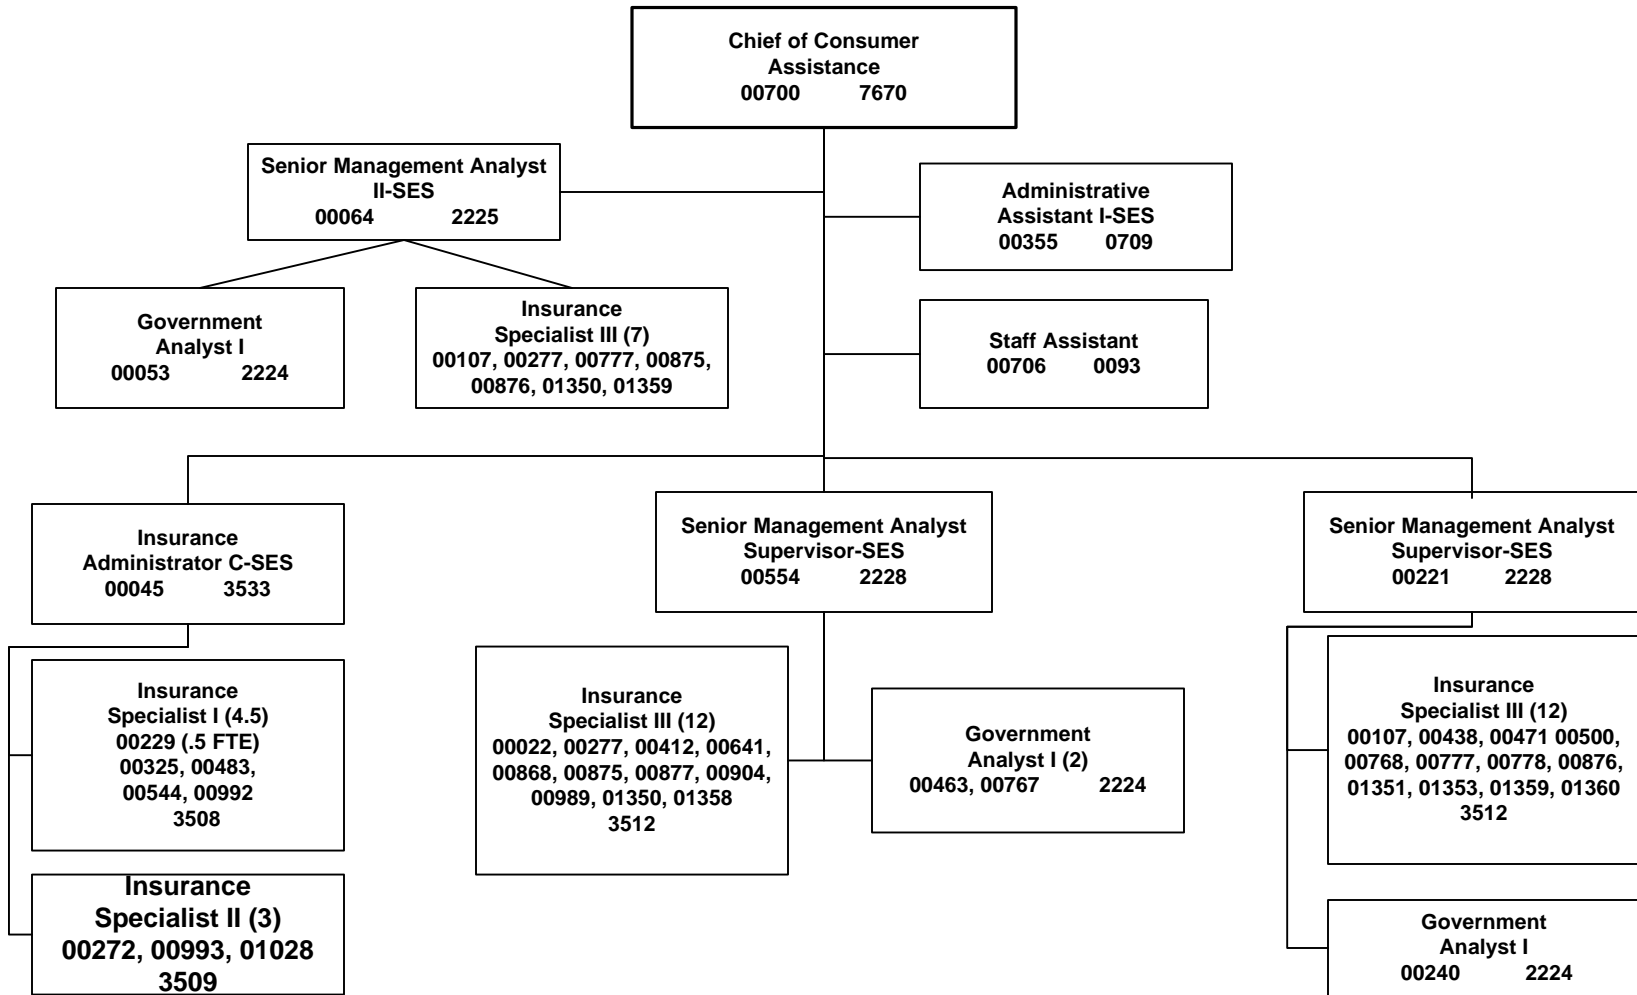 Chief of Consumer
Assistance
00700 7670
Senior Management Analyst
II-SES
00064 2225
Administrative
Assistant I-SES
00355 0709
Government
Analyst I
00053 2224
Insurance
Specialist III (7)
00107, 00277, 00777, 00875,
00876, 01350, 01359
Staff Assistant
00706 0093
Insurance
Administrator C-SES
00045 3533
Senior Management Analyst
Supervisor-SES
00554 2228
Senior Management Analyst
Supervisor-SES
00221 2228
Insurance
Specialist I (4.5)
00229 (.5 FTE)
00325, 00483,
00544, 00992
3508
Insurance
Specialist II (3)
00272, 00993, 01028
3509
Insurance
Specialist III (12)
00022, 00277, 00412, 00641,
00868, 00875, 00877, 00904,
00989, 01350, 01358
3512
Government
Analyst I (2)
00463, 00767 2224
Insurance
Specialist III (12)
00107, 00438, 00471 00500,
00768, 00777, 00778, 00876,
01351, 01353, 01359, 01360
3512
Government
Analyst I
00240 2224